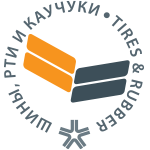 ШИНЫ, РТИ И КАУЧУКИ • TIRES & RUBBER